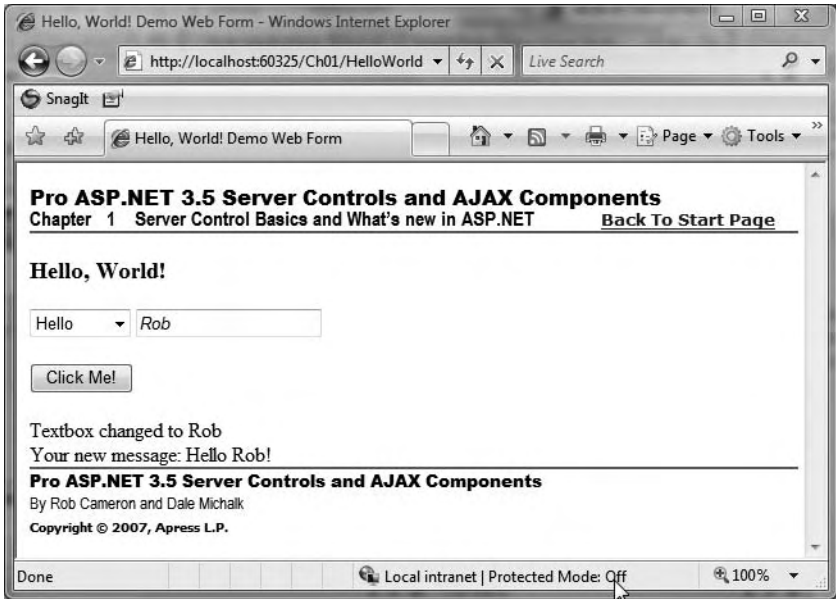 Hello, World! Demo Web Form - Windows Internet Explorer
http://localhost:60325/Ch01/HelloWorld
Live Search
SnagIt
Hello, World! Demo Web Form
Page
Tools
Pro ASP.NET 3.5 Server Controls and AJAX Components
Chapter 1 Server Control Basics and What's new in ASP.NET
Back To Start Page
Hello, World!
Hello
Rob
Click Me!
Textbox changed to Rob
Your new message: Hello Rob!
Pro ASP.NET 3.5 Server Controls and AJAX Components
By Rob Cameron and Dale Michalk
Copyright © 2007, Apress L.P.
Done
Local intranet | Protected Mode: Off
100%